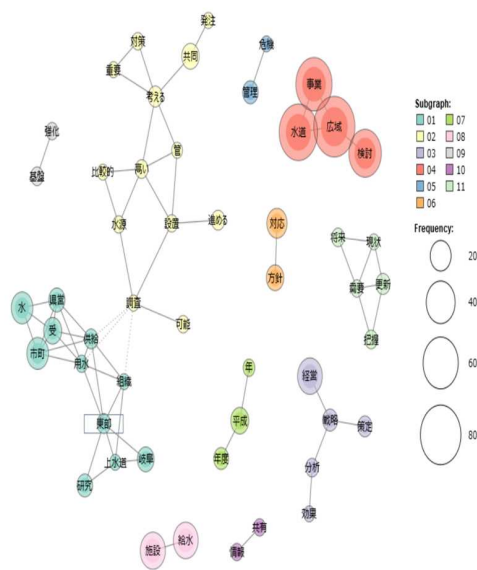 発注
対策
共同
重要
考える
危機
管理
事業
水道
広域
検討
強化
基盤
管
比較的
高い
水源
設置
進める
対応
方針
将来
現状
需要
更新
把握
調査
可能
水
県営
受
市町
供給
用水
組織
東部
上水道
岐阜
研究
年
平成
年度
経営
戦略
策定
分析
効果
施設
給水
共有
情報
Subgraph:
01 07
02 08
03 09
04 10
05 11
06
Frequency:
20
40
60
80